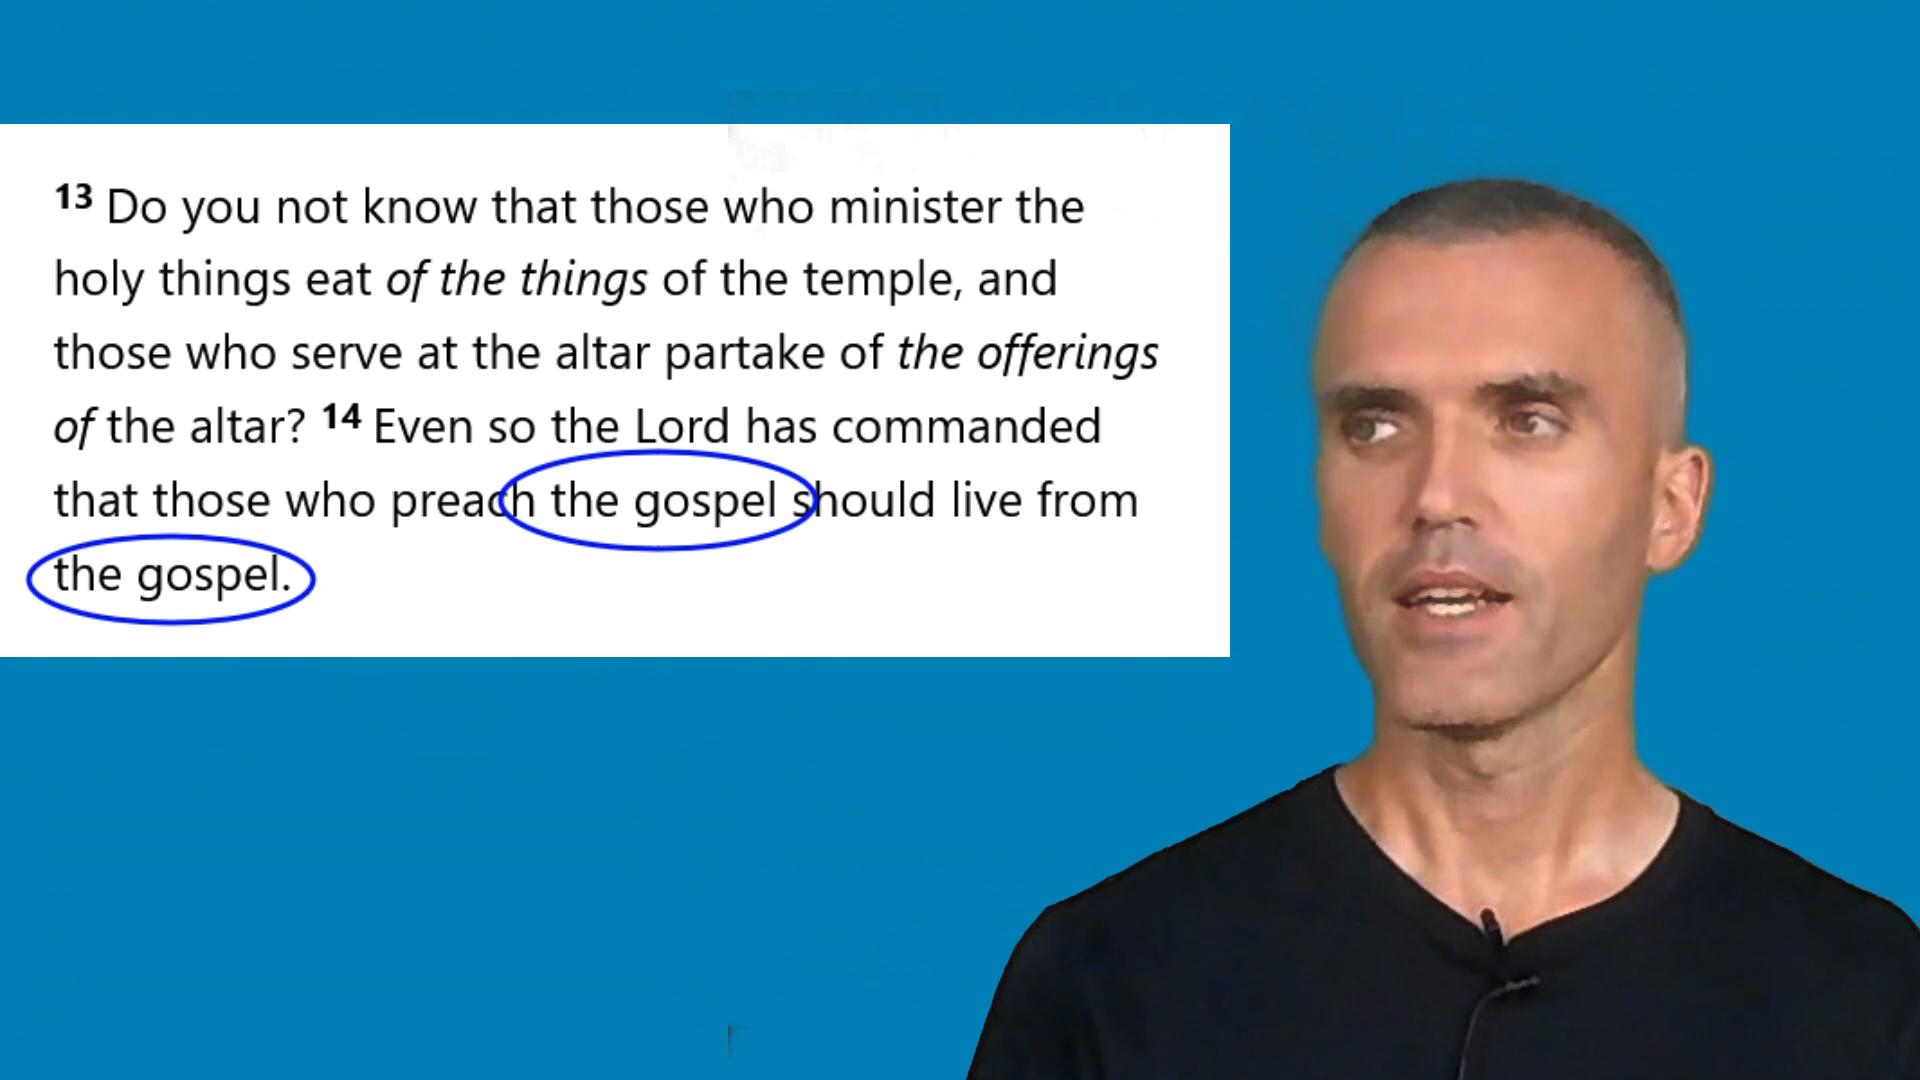 13 Do you not know that those who minister the
holy things eat of the things of the temple, and
those who serve at the altar partake of the offerings
of the altar? 14 Even so the Lord has commanded
that those who preach the gospel should live from
the gospel.